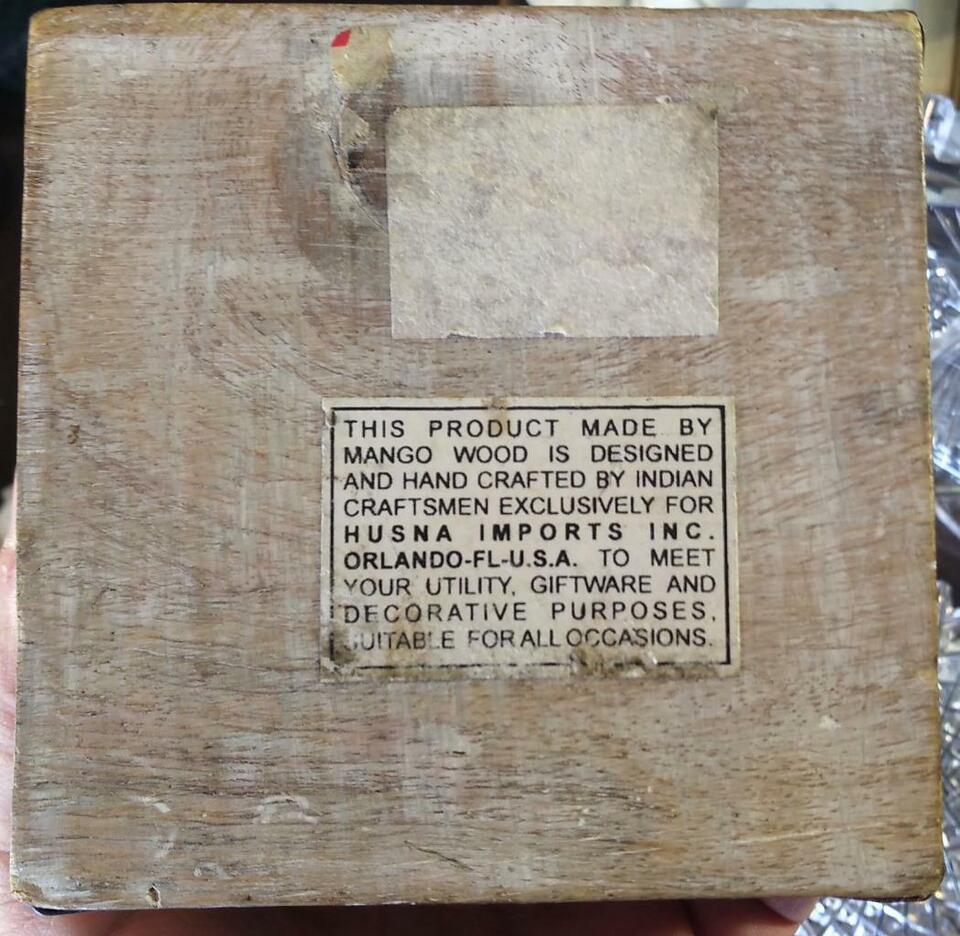 THIS PRODUCT MADE BY
MANGO WOOD IS DESIGNED
AND HAND CRAFTED BY INDIAN
CRAFTSMEN EXCLUSIVELY FOR
HUSNA IMPORTS INC.
ORLANDO-FL-U.S.A. TO MEET
YOUR UTILITY, GIFTWARE AND
DECORATIVE PURPOSES,
SUITABLE FOR ALL OCCASIONS.